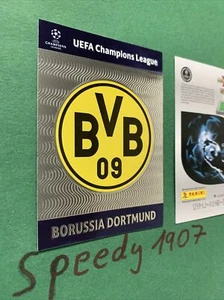 UEFA Champions League
BVB
09
BORUSSIA DORTMUND
PANINI
Speedy 1907